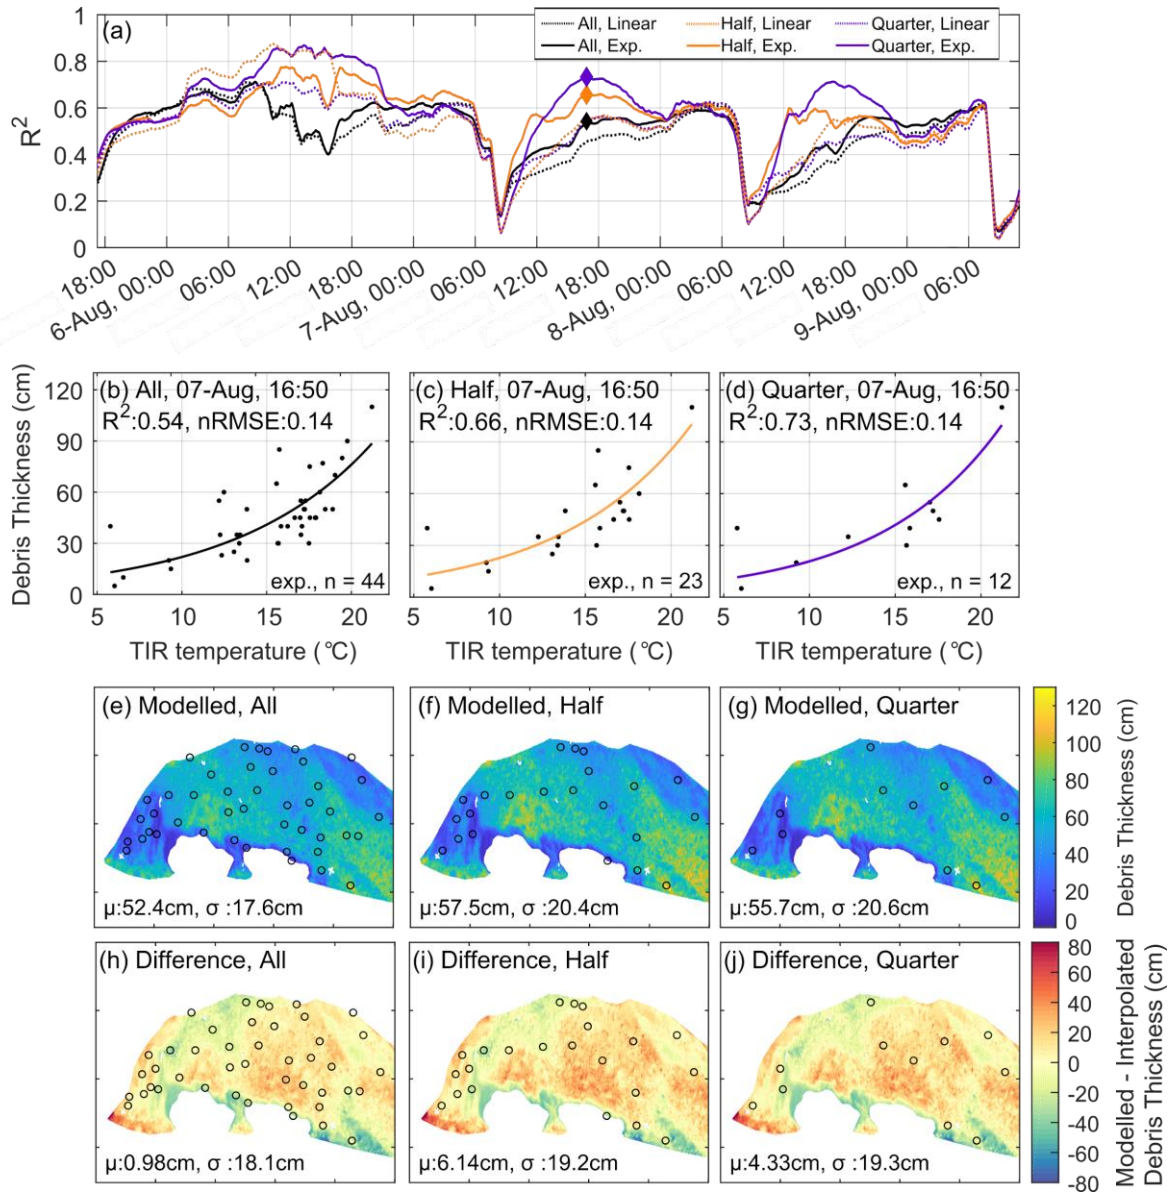 (a)
All, Linear
Half, Linear
Quarter, Linear
All, Exp.
Half, Exp.
Quarter, Exp.
R²
1
0.8
0.6
0.4
0.2
0
18:00
6-Aug, 00:00
06:00
12:00
18:00
7-Aug, 00:00
06:00
12:00
18:00
8-Aug, 00:00
06:00
12:00
18:00
9-Aug, 00:00
06:00
Debris Thickness (cm)
120
90
60
30
0
(b) All, 07-Aug, 16:50
R²:0.54, nRMSE:0.14
exp., n = 44
(c) Half, 07-Aug, 16:50
R²:0.66, nRMSE:0.14
exp., n = 23
(d) Quarter, 07-Aug, 16:50
R²:0.73, nRMSE:0.14
exp., n = 12
5 10 15 20
5 10 15 20
5 10 15 20
TIR temperature (°C)
TIR temperature (°C)
TIR temperature (°C)
(e) Modelled, All
μ:52.4cm, σ :17.6cm
(f) Modelled, Half
μ:57.5cm, σ :20.4cm
(g) Modelled, Quarter
μ:55.7cm, σ :20.6cm
120
100
80
60
40
20
0
Debris Thickness (cm)
(h) Difference, All
μ:0.98cm, σ :18.1cm
(i) Difference, Half
μ:6.14cm, σ :19.2cm
(j) Difference, Quarter
μ:4.33cm, σ :19.3cm
80
60
40
20
0
-20
-40
-60
-80
Modelled - Interpolated
Debris Thickness (cm)